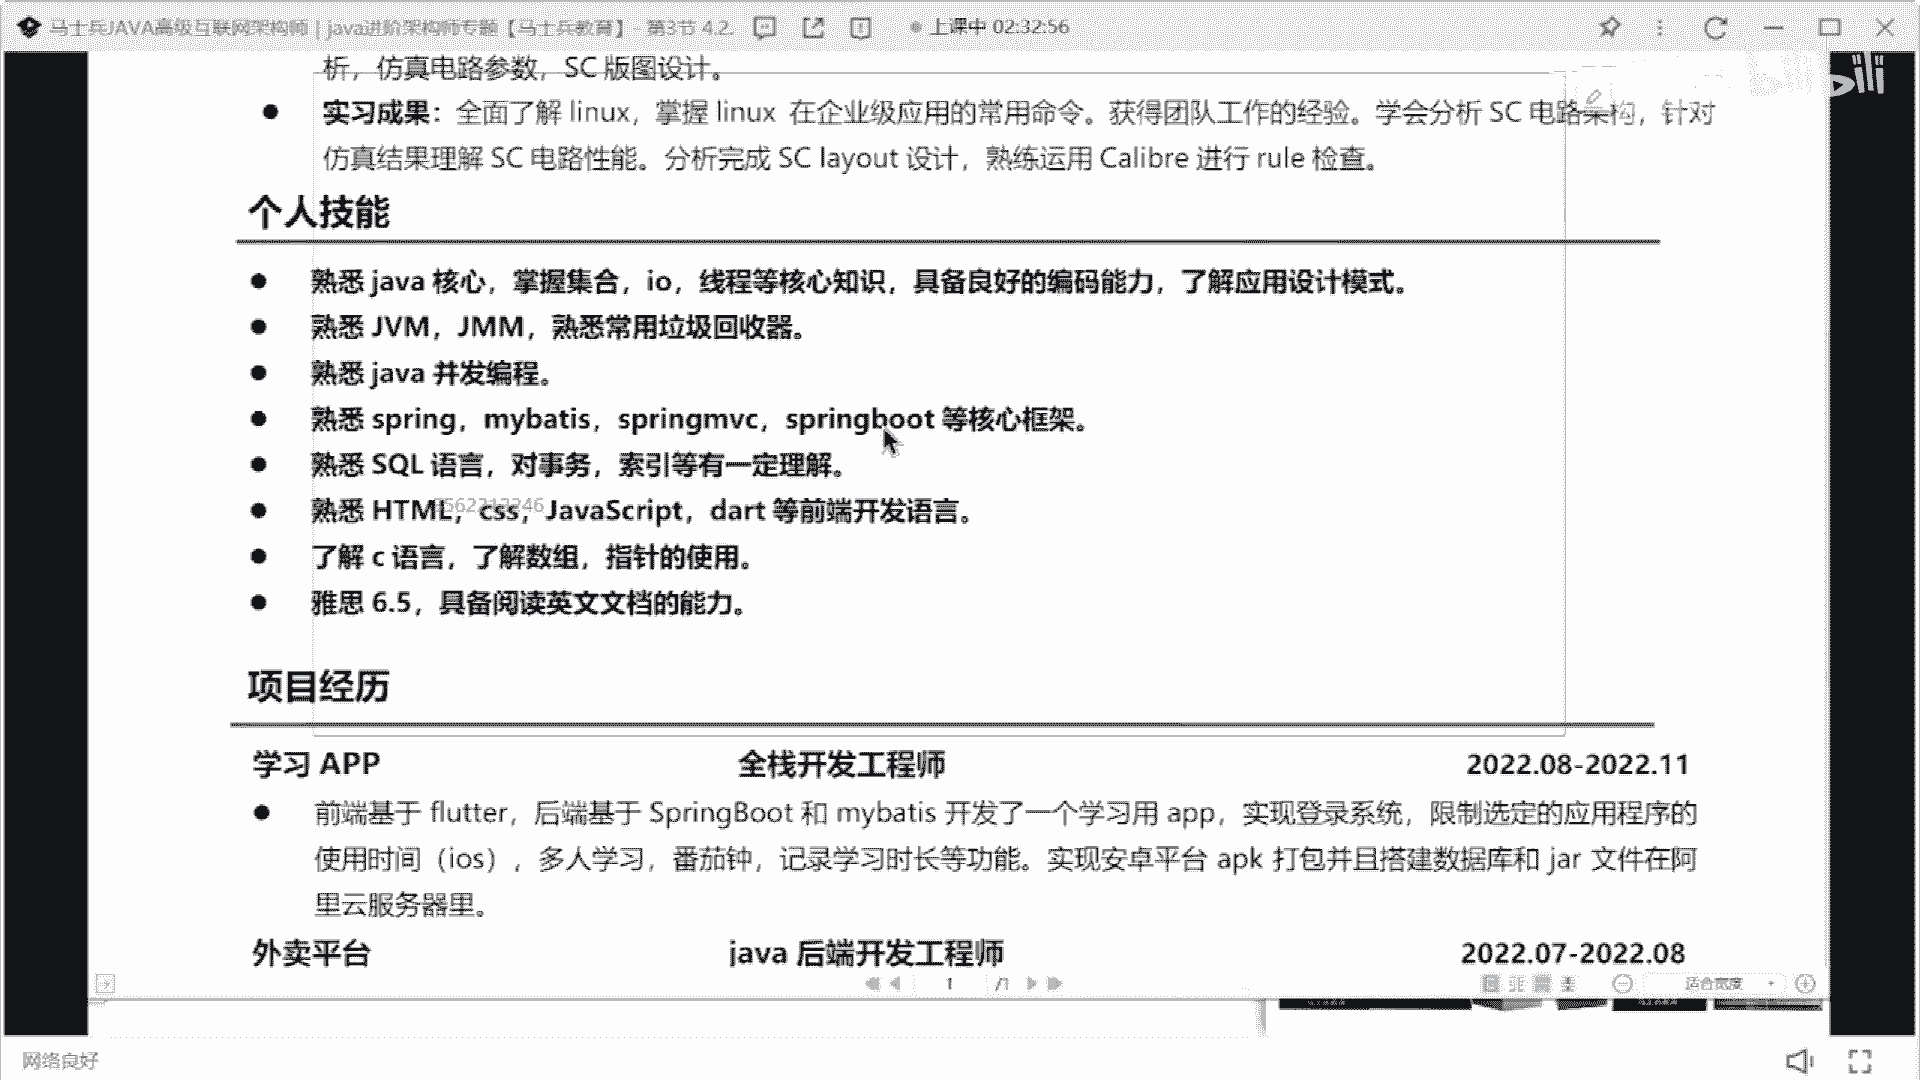 马士兵JAVA高级互联网架构师 | java进阶架构师专题【马士兵教育】- 第3节 4.2. 上课中 02:32:56
析，仿真电路参数，SC 版图设计。
实习成果：全面了解 linux，掌握 linux 在企业级应用的常用命令。获得团队工作的经验。学会分析 SC 电路架构，针对
仿真结果理解 SC 电路性能。分析完成 SC layout 设计，熟练运用 Calibre 进行 rule 检查。
个人技能
熟悉 java 核心，掌握集合，io，线程等核心知识，具备良好的编码能力，了解应用设计模式。
熟悉 JVM，JMM，熟悉常用垃圾回收器。
熟悉 java 并发编程。
熟悉 spring，mybatis，springmvc，springboot 等核心框架。
熟悉 SQL 语言，对事务，索引等有一定理解。
熟悉 HTML，css，JavaScript，dart 等前端开发语言。
了解 c 语言，了解数组，指针的使用。
雅思 6.5，具备阅读英文文档的能力。
项目经历
学习 APP 全栈开发工程师 2022.08-2022.11
前端基于 flutter，后端基于 SpringBoot 和 mybatis 开发了一个学习用 app，实现登录系统，限制选定的应用程序的
使用时间（ios），多人学习，番茄钟，记录学习时长等功能。实现安卓平台 apk 打包并且搭建数据库和 jar 文件在阿
里云服务器里。
外卖平台 java 后端开发工程师 2022.07-2022.08
1 /1 适合宽度
网络良好